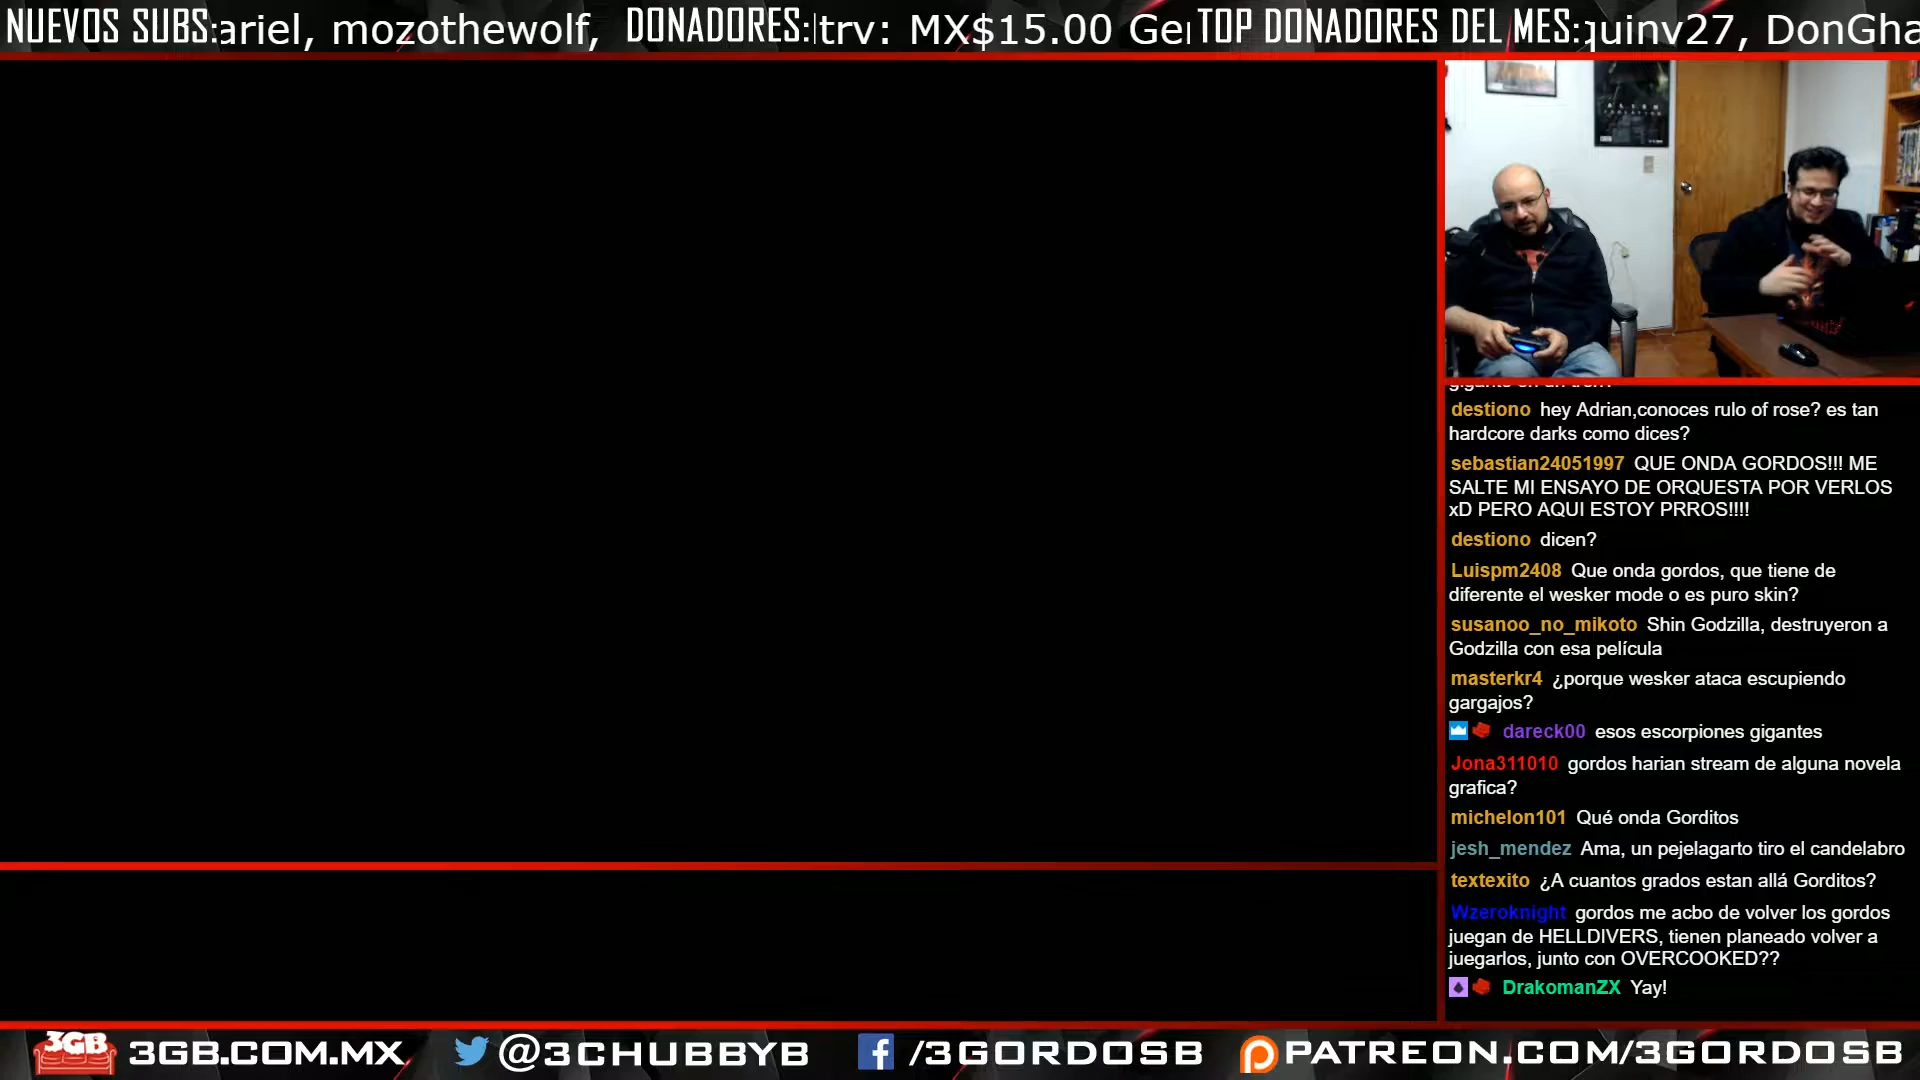 NUEVOS SUBS: ariel, mozothewolf, DONADORES: ltrv: MX$15.00 Ge TOP DONADORES DEL MES: quinv27, DonGha
ALIEN
destiono hey Adrian,conoces rulo of rose? es tan
hardcore darks como dices?
sebastian24051997 QUE ONDA GORDOS!!! ME
SALTE MI ENSAYO DE ORQUESTA POR VERLOS
xD PERO AQUI ESTOY PRROS!!!!
destiono dicen?
Luispm2408 Que onda gordos, que tiene de
diferente el wesker mode o es puro skin?
susanoo_no_mikoto Shin Godzilla, destruyeron a
Godzilla con esa película
masterkr4 ¿porque wesker ataca escupiendo
gargajos?
dareck00 esos escorpiones gigantes
Jona311010 gordos harian stream de alguna novela
grafica?
michelon101 Qué onda Gorditos
jesh_mendez Ama, un pejelagarto tiro el candelabro
textexito ¿A cuantos grados estan allá Gorditos?
Wzeroknight gordos me acbo de volver los gordos
juegan de HELLDIVERS, tienen planeado volver a
juegarlos, junto con OVERCOOKED??
DrakomanZX Yay!
3GB 3GB.COM.MX @3CHUBBYB /3GORDOSB PATREON.COM/3GORDOSB